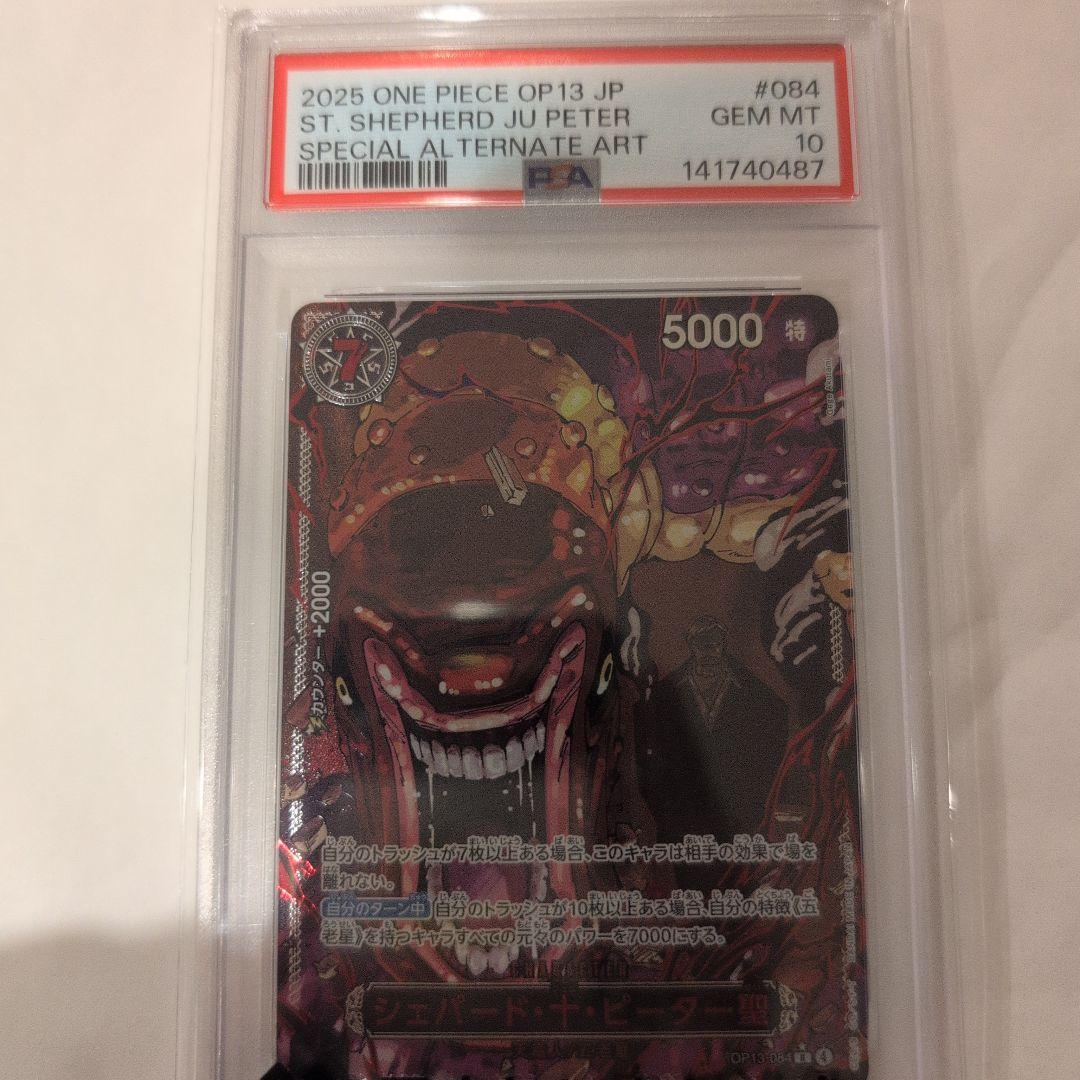 2025 ONE PIECE OP13 JP #084
ST. SHEPHERD JU PETER GEM MT
SPECIAL ALTERNATE ART 10
PSA 141740487
7
5000 特
カウンター +2000
自分のトラッシュが7枚以上ある場合、このキャラは相手の効果で場を
離れない。
自分のターン中 自分のトラッシュが10枚以上ある場合、自分の特徴《五
老星》を持つキャラすべての元々のパワーを7000にする。
CHARACTER
シェパード・十・ピーター聖
OP13-084 R 4